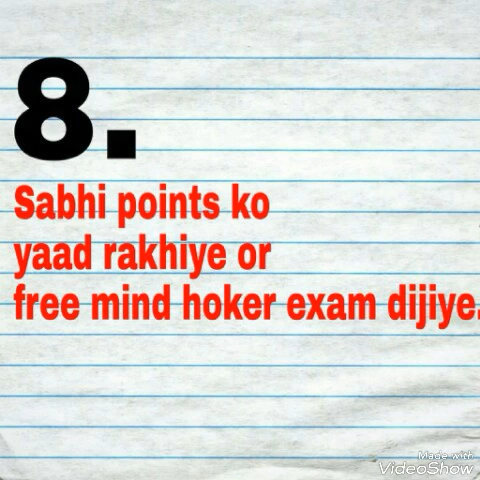 8.
Sabhi points ko
yaad rakhiye or
free mind hoker exam dijiye.
Made with
VideoShow